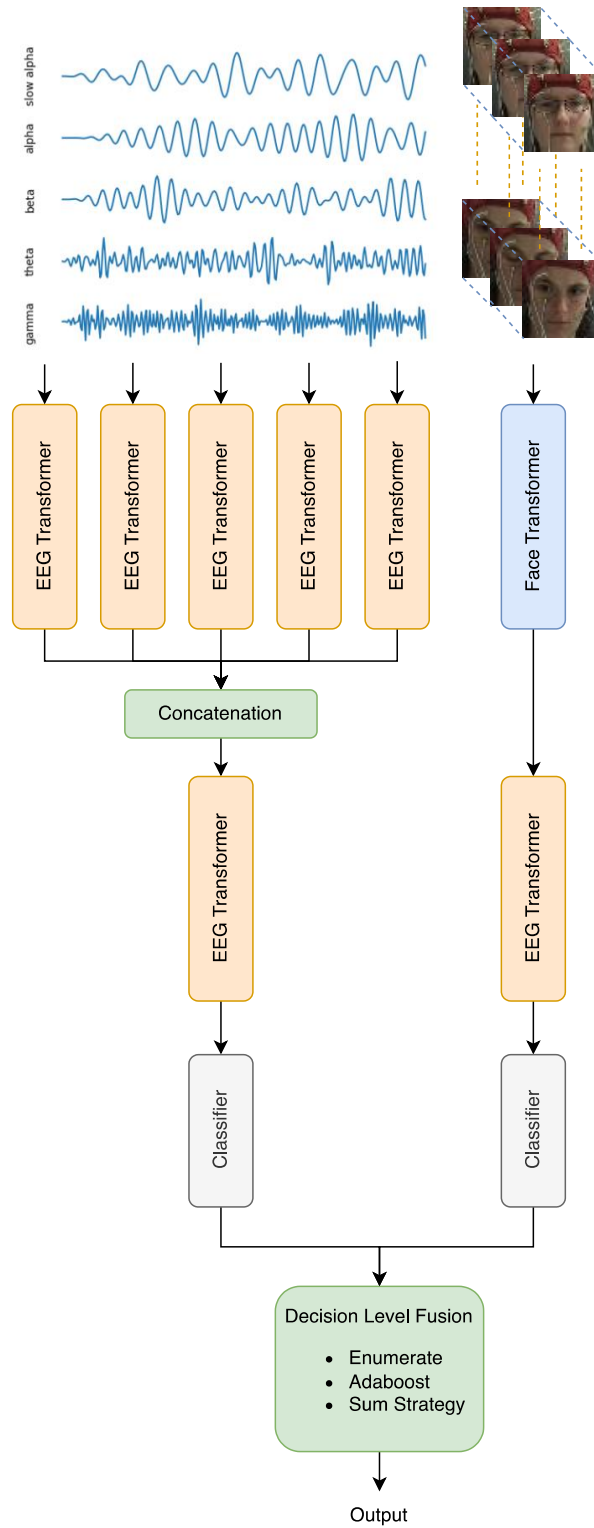 slow alpha
alpha
beta
theta
gamma
EEG Transformer
EEG Transformer
EEG Transformer
EEG Transformer
EEG Transformer
Face Transformer
Concatenation
EEG Transformer
EEG Transformer
Classifier
Classifier
Decision Level Fusion
• Enumerate
• Adaboost
• Sum Strategy
Output